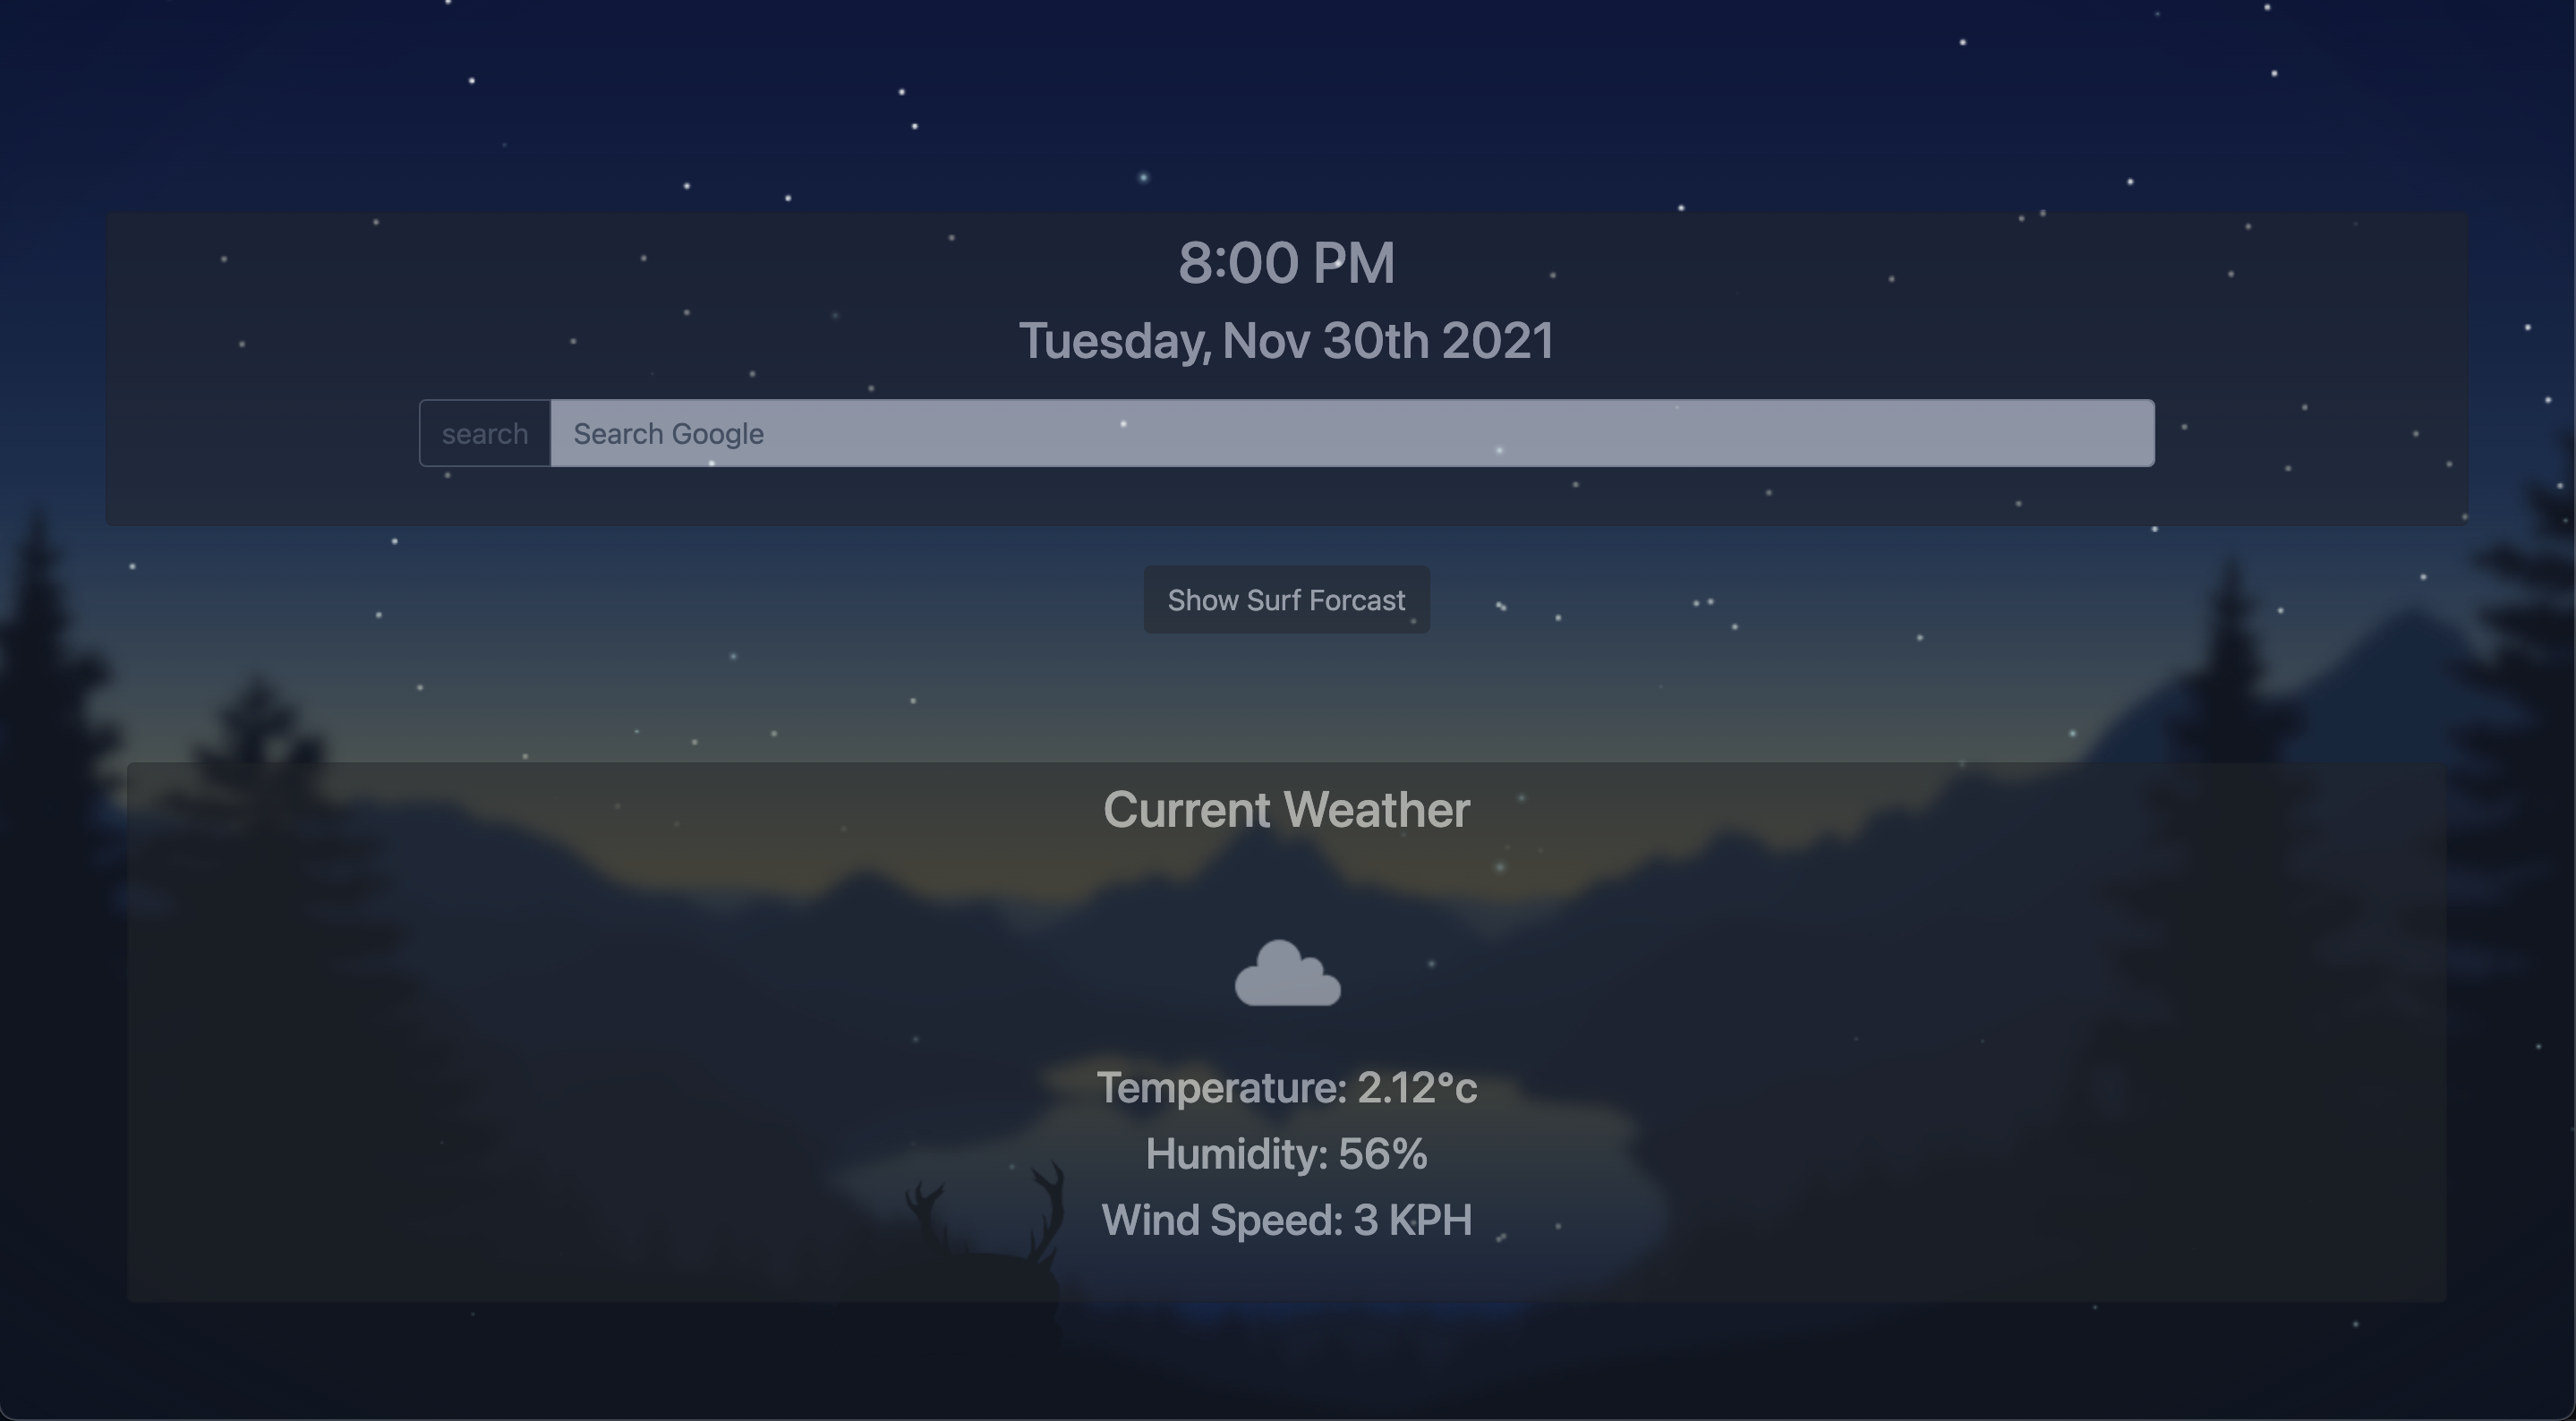 8:00 PM
Tuesday, Nov 30th 2021
search Search Google
Show Surf Forcast
Current Weather
Temperature: 2.12°c
Humidity: 56%
Wind Speed: 3 KPH